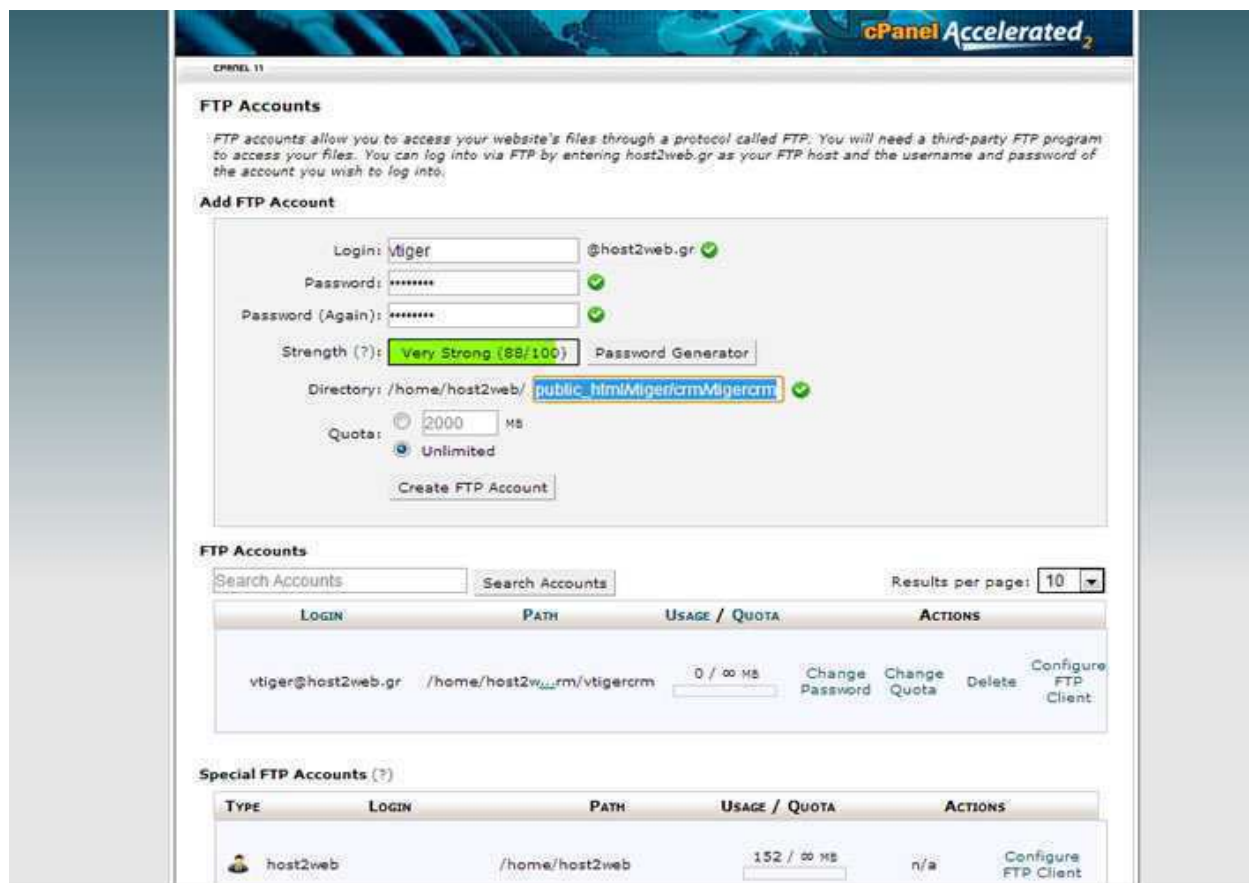 cPanel Accelerated2
CPANEL 11
FTP Accounts
FTP accounts allow you to access your website's files through a protocol called FTP. You will need a third-party FTP program
to access your files. You can log into via FTP by entering host2web.gr as your FTP host and the username and password of
the account you wish to log into.
Add FTP Account
Login: vtiger @host2web.gr
Password: ••••••••
Password (Again): ••••••••
Strength (?): Very Strong (88/100) Password Generator
Directory: /home/host2web/ public_html/vtiger/crm/vtigercrm
Quota: 2000 MB
Unlimited
Create FTP Account
FTP Accounts
Search Accounts Search Accounts Results per page: 10
LOGIN PATH USAGE / QUOTA ACTIONS
vtiger@host2web.gr /home/host2w...rm/vtigercrm 0 / ∞ MB Change Password Change Quota Delete Configure FTP Client
Special FTP Accounts (?)
TYPE LOGIN PATH USAGE / QUOTA ACTIONS
host2web /home/host2web 152 / ∞ MB n/a Configure FTP Client